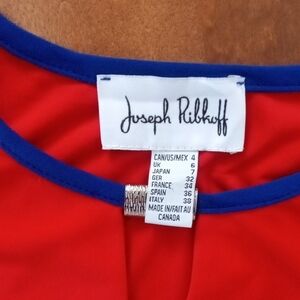 Joseph Ribkoff
CAN/US/MEX 4
UK 6
JAPAN 7
GER 32
FRANCE 34
SPAIN 36
ITALY 38
MADE IN/FAIT AU
CANADA